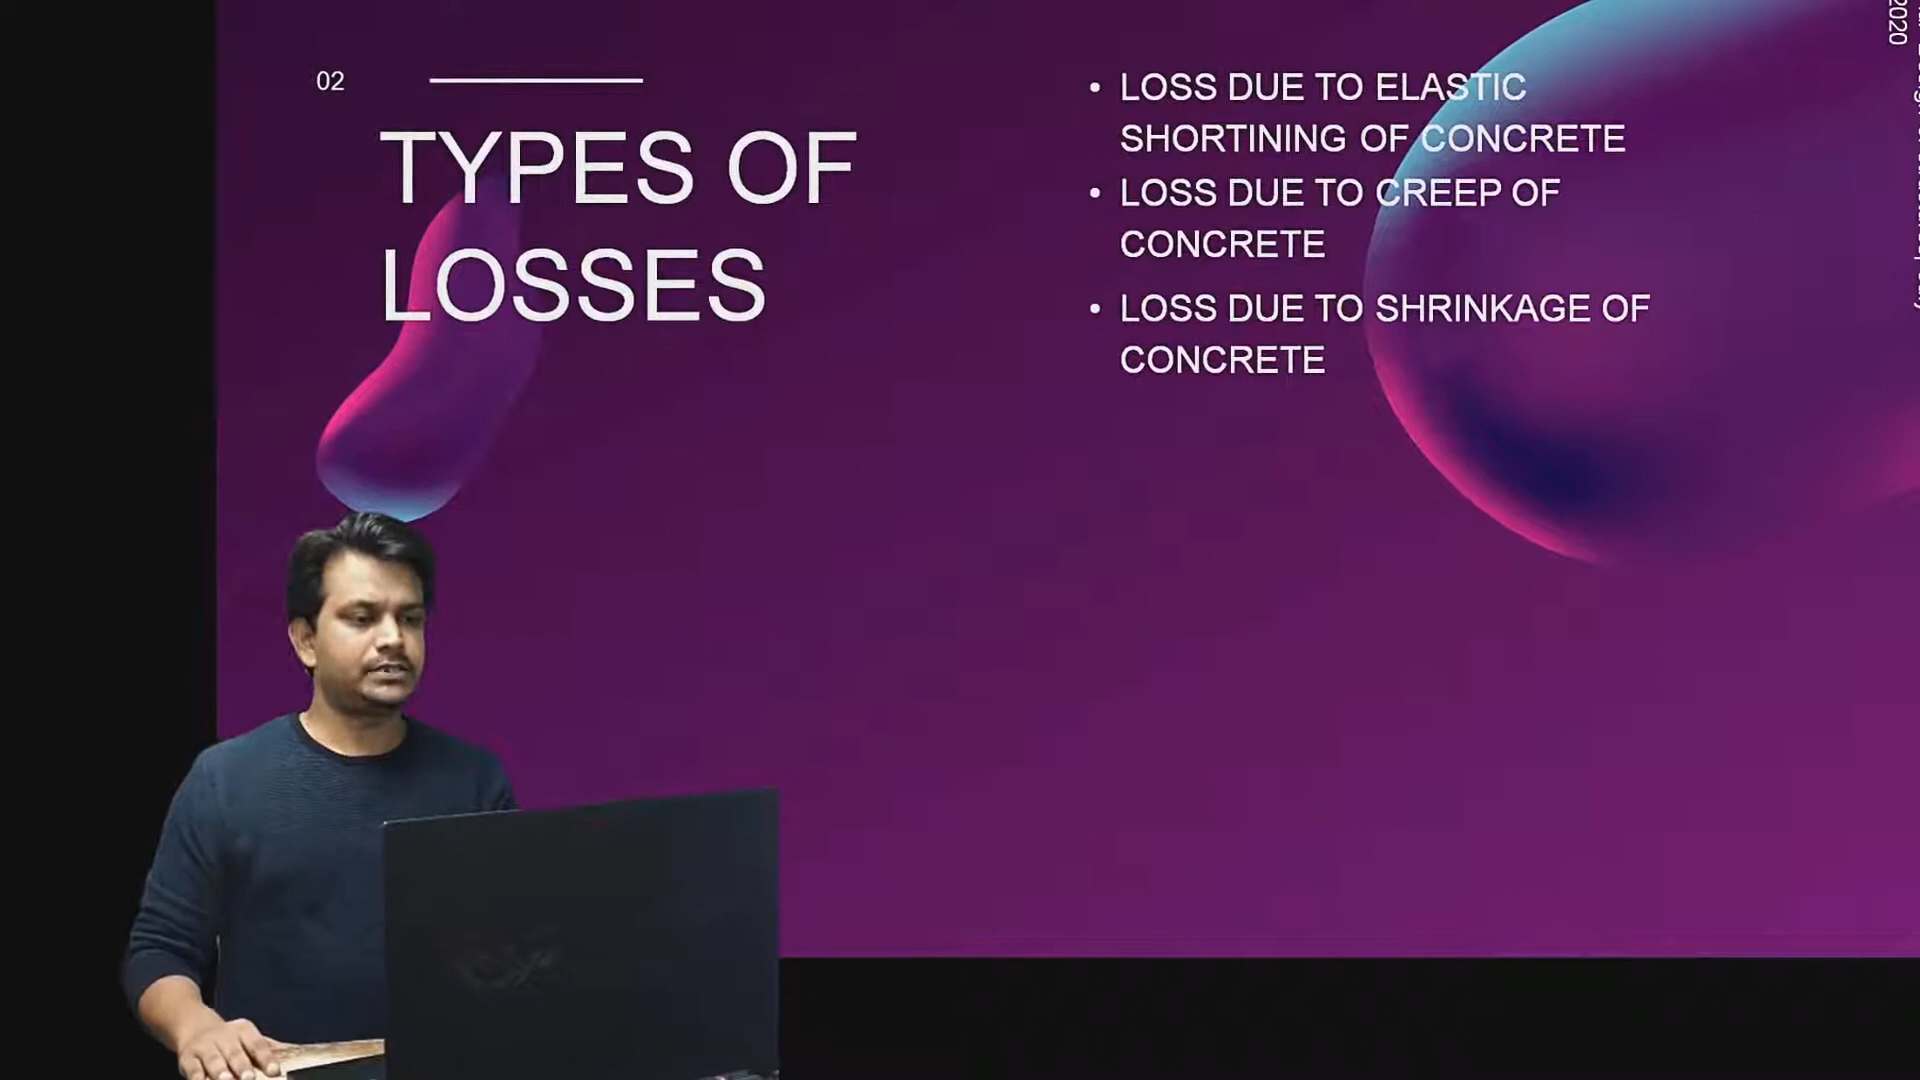 02
TYPES OF
LOSSES
• LOSS DUE TO ELASTIC
SHORTINING OF CONCRETE
• LOSS DUE TO CREEP OF
CONCRETE
• LOSS DUE TO SHRINKAGE OF
CONCRETE
2020